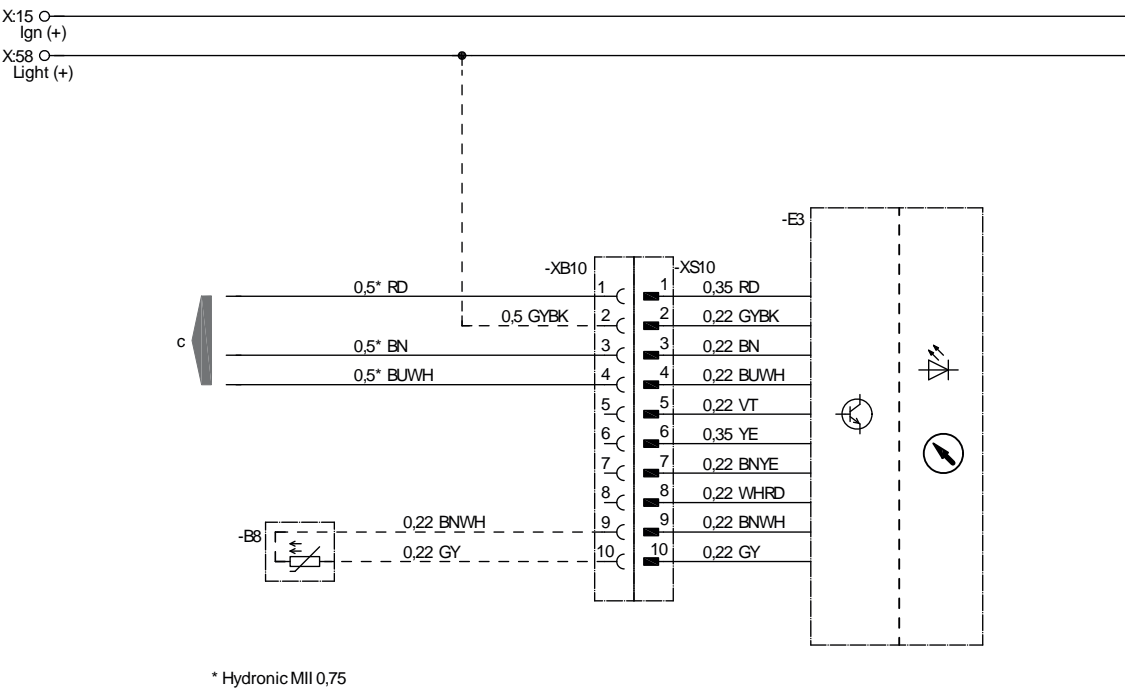 X:15
Ign (+)
X:58
Light (+)
-E3
-XB10
-XS10
0,5* RD 1 1 0,35 RD
0,5 GYBK 2 2 0,22 GYBK
c
0,5* BN 3 3 0,22 BN
0,5* BUWH 4 4 0,22 BUWH
5 5 0,22 VT
6 6 0,35 YE
7 7 0,22 BNYE
8 8 0,22 WHRD
-B8
0,22 BNWH 9 9 0,22 BNWH
0,22 GY 10 10 0,22 GY
* Hydronic MII 0,75